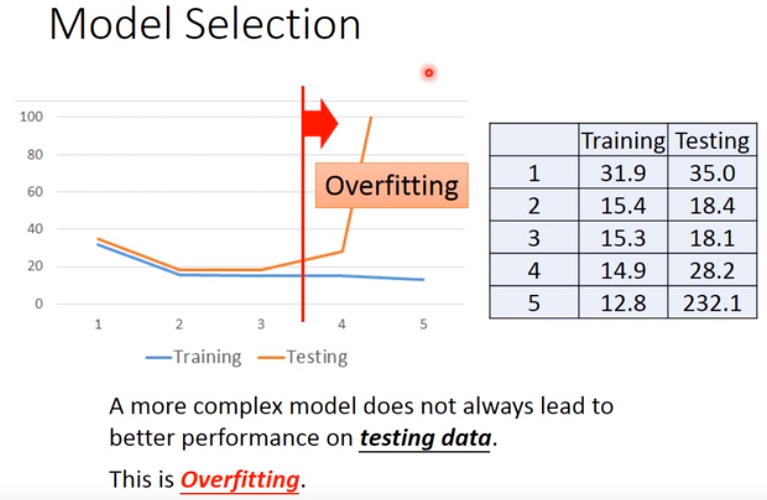 Model Selection
100
80
60
40
20
0
1 2 3 4 5
Overfitting
Training Testing
Training Testing
1 31.9 35.0
2 15.4 18.4
3 15.3 18.1
4 14.9 28.2
5 12.8 232.1
A more complex model does not always lead to
better performance on testing data.
This is Overfitting.